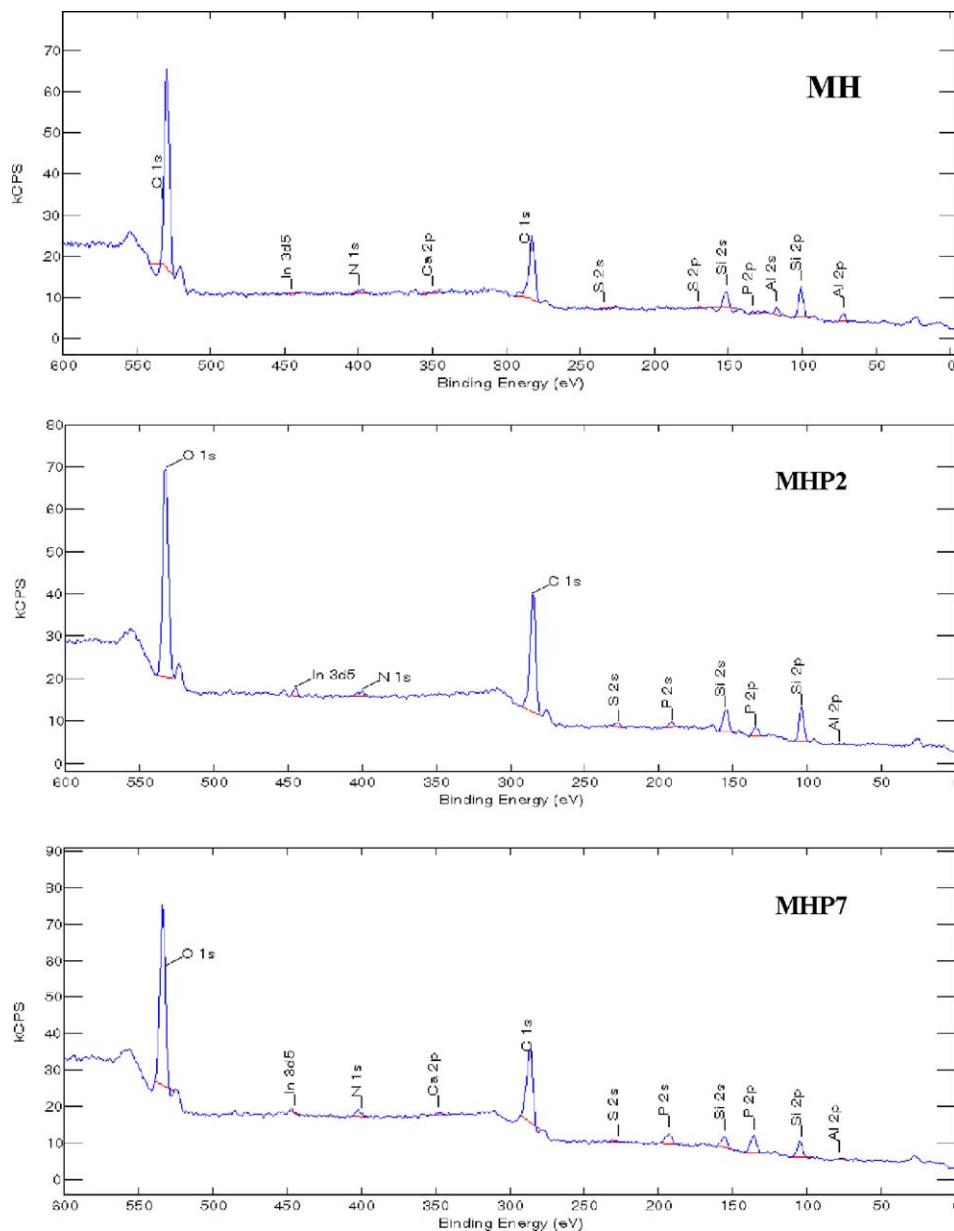 MH
70
60
50
40
30
20
10
0
kCPS
O 1s
In 3d5
N 1s
Ca 2p
C 1s
S 2s
S 2p
Si 2s
P 2p
Al 2s
Si 2p
Al 2p
600 550 500 450 400 350 300 250 200 150 100 50 0
Binding Energy (eV)
MHP2
80
70
60
50
40
30
20
10
0
kCPS
O 1s
In 3d5
N 1s
C 1s
S 2s
P 2s
Si 2s
P 2p
Si 2p
Al 2p
600 550 500 450 400 350 300 250 200 150 100 50
Binding Energy (eV)
MHP7
90
80
70
60
50
40
30
20
10
0
kCPS
O 1s
In 3d5
N 1s
Ca 2p
C 1s
S 2s
P 2s
Si 2s
P 2p
Si 2p
Al 2p
600 550 500 450 400 350 300 250 200 150 100 50
Binding Energy (eV)